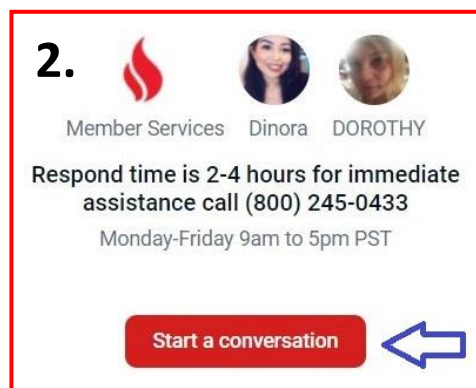 2.
Member Services Dinora DOROTHY
Respond time is 2-4 hours for immediate
assistance call (800) 245-0433
Monday-Friday 9am to 5pm PST
Start a conversation